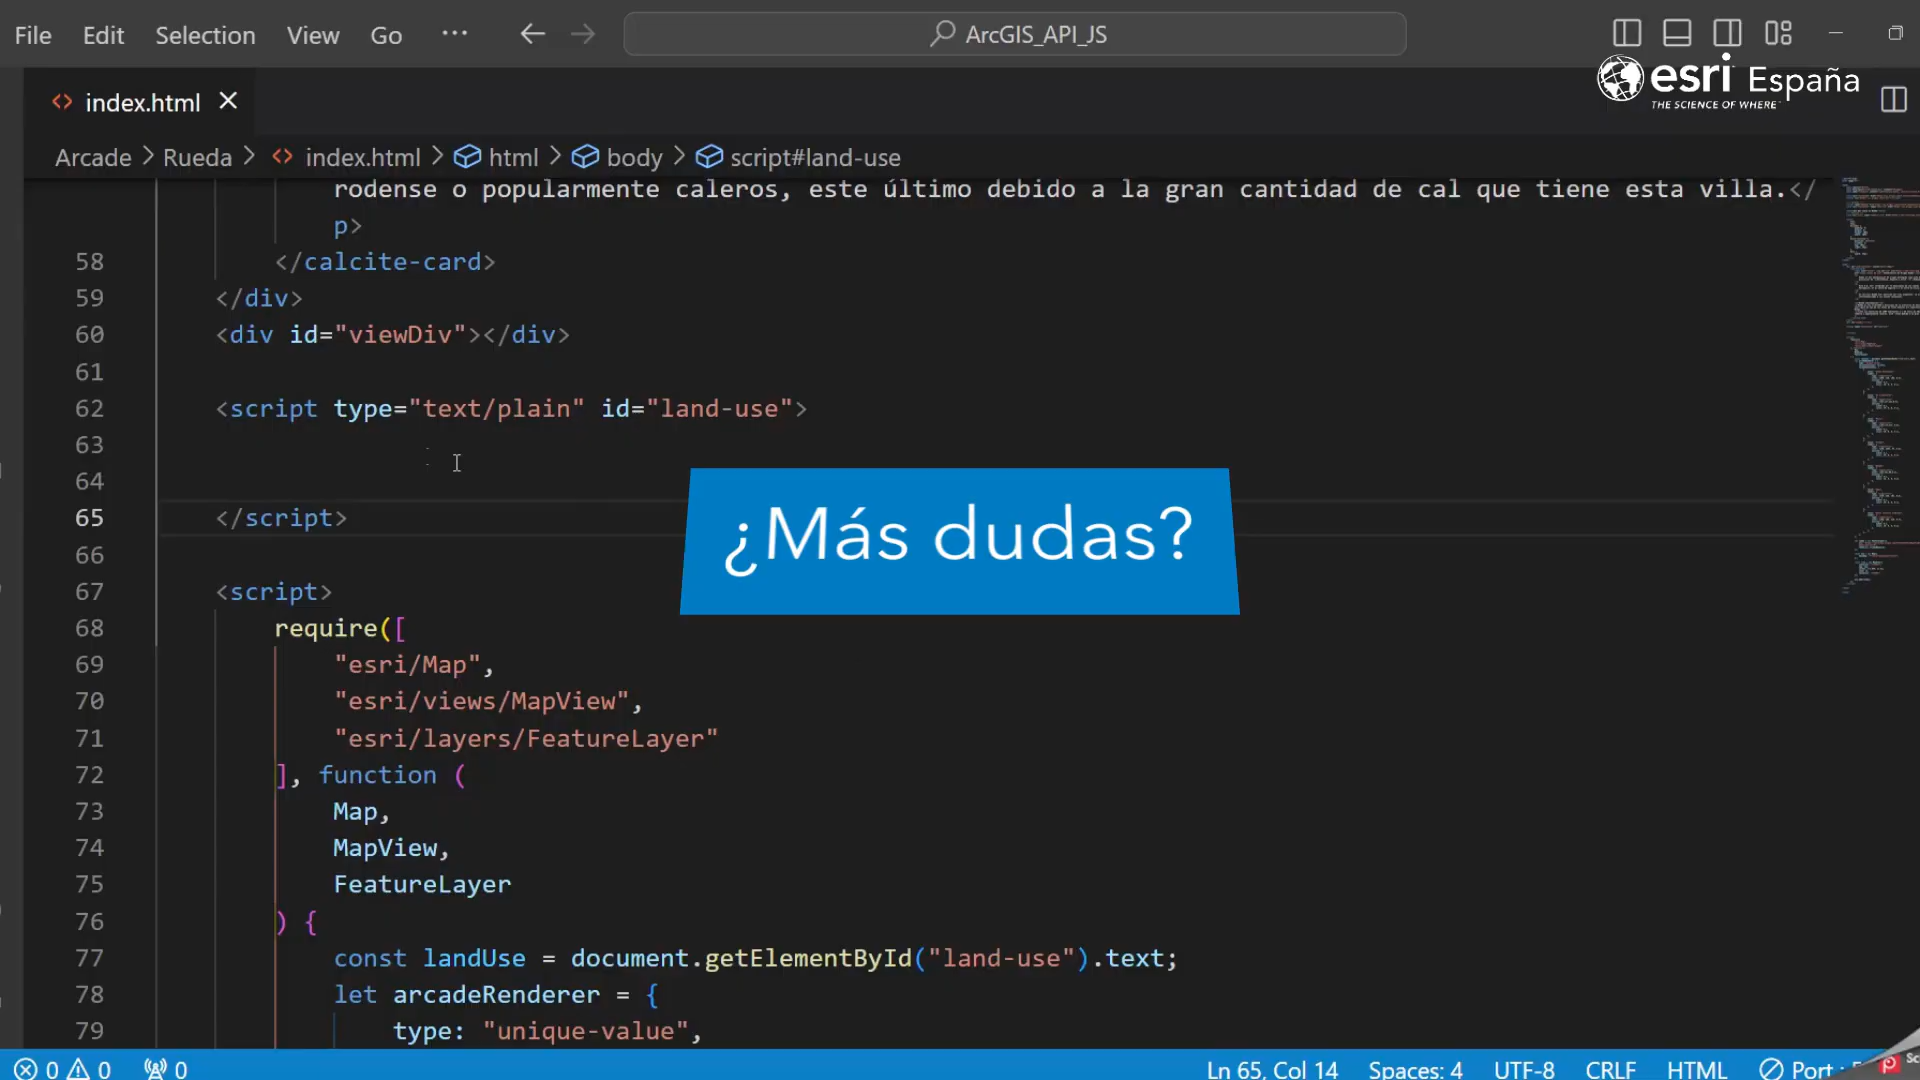 File Edit Selection View Go ··· ArcGIS_API_JS
esri España
THE SCIENCE OF WHERE
index.html
Arcade > Rueda > index.html > html > body > script#land-use
rodense o popularmente caleros, este último debido a la gran cantidad de cal que tiene esta villa.</
p>
58 </calcite-card>
59 </div>
60 <div id="viewDiv"></div>
61
62 <script type="text/plain" id="land-use">
63
64
65 </script>
¿Más dudas?
66
67 <script>
68 require([
69 "esri/Map",
70 "esri/views/MapView",
71 "esri/layers/FeatureLayer"
72 ], function (
73 Map,
74 MapView,
75 FeatureLayer
76 ) {
77 const landUse = document.getElementById("land-use").text;
78 let arcadeRenderer = {
79 type: "unique-value",
0 0 0 Ln 65, Col 14 Spaces: 4 UTF-8 CRLF HTML Port :